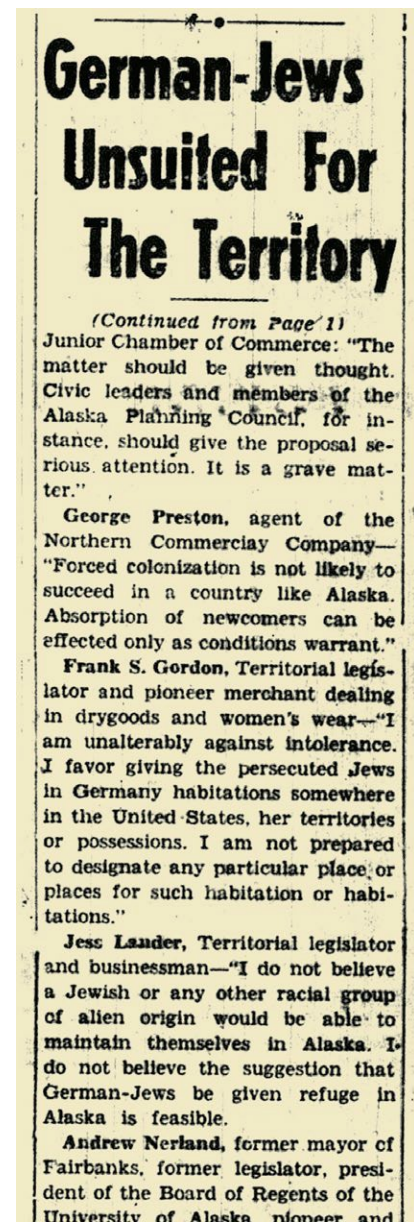 German-Jews
Unsuited For
The Territory
(Continued from Page 1)
Junior Chamber of Commerce: "The
matter should be given thought.
Civic leaders and members of the
Alaska Planning Council, for in-
stance, should give the proposal se-
rious attention. It is a grave mat-
ter."
George Preston, agent of the
Northern Commerciay Company—
"Forced colonization is not likely to
succeed in a country like Alaska.
Absorption of newcomers can be
effected only as conditions warrant."
Frank S. Gordon, Territorial legis-
lator and pioneer merchant dealing
in drygoods and women's wear—"I
am unalterably against intolerance.
I favor giving the persecuted Jews
in Germany habitations somewhere
in the United States, her territories
or possessions. I am not prepared
to designate any particular place or
places for such habitation or habi-
tations."
Jess Lander, Territorial legislator
and businessman—"I do not believe
a Jewish or any other racial group
of alien origin would be able to
maintain themselves in Alaska. I
do not believe the suggestion that
German-Jews be given refuge in
Alaska is feasible.
Andrew Nerland, former mayor of
Fairbanks, former legislator, presi-
dent of the Board of Regents of the
University of Alaska, pioneer and